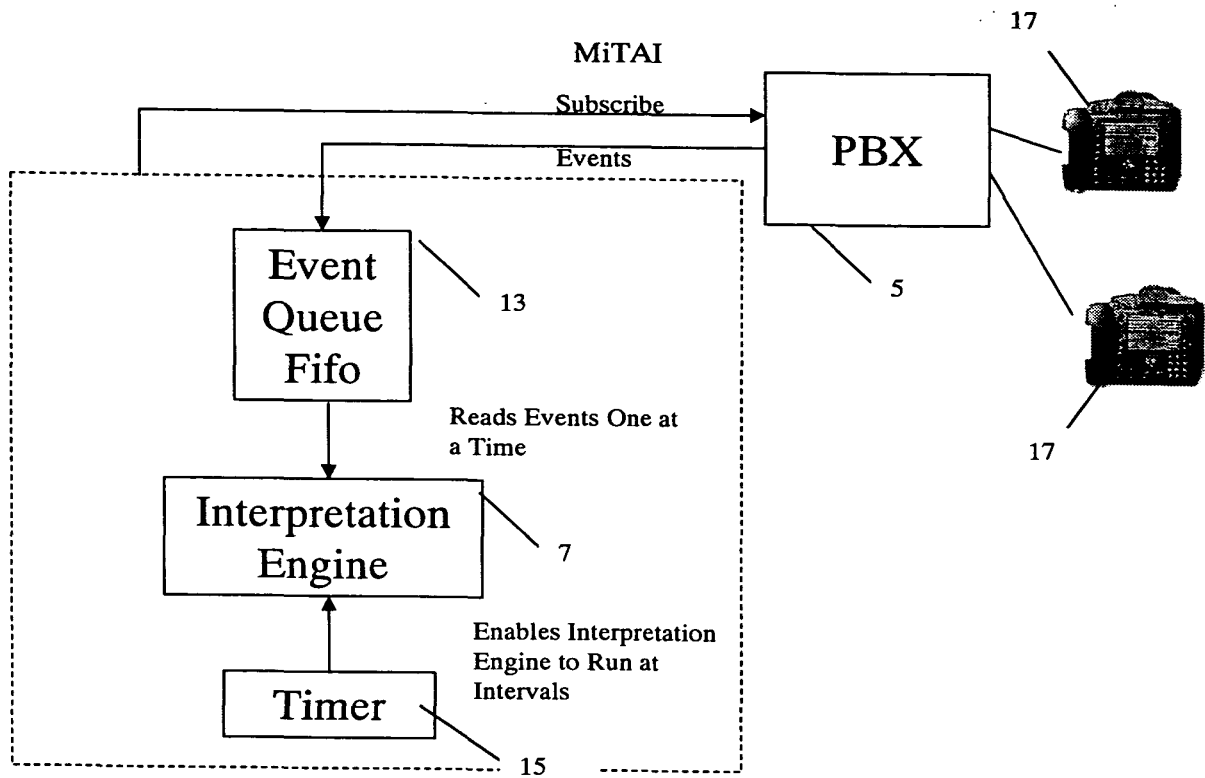 17
MiTAI
Subscribe
PBX
Events
Event
Queue
Fifo
13
5
Reads Events One at
a Time
17
Interpretation
Engine
7
Enables Interpretation
Engine to Run at
Intervals
Timer
15